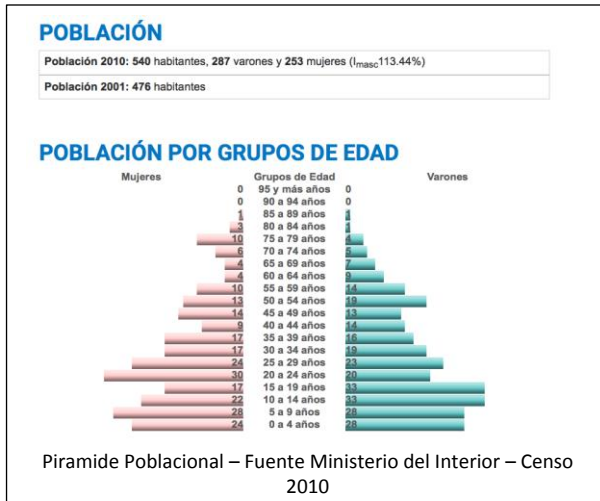 POBLACIÓN
Población 2010: 540 habitantes, 287 varones y 253 mujeres (Imasc113.44%)
Población 2001: 476 habitantes
POBLACIÓN POR GRUPOS DE EDAD
Mujeres Grupos de Edad Varones
0 95 y más años 0
0 90 a 94 años 0
1 85 a 89 años 1
3 80 a 84 años 1
10 75 a 79 años 4
6 70 a 74 años 5
4 65 a 69 años 7
4 60 a 64 años 9
10 55 a 59 años 14
13 50 a 54 años 19
14 45 a 49 años 13
9 40 a 44 años 14
17 35 a 39 años 16
17 30 a 34 años 19
24 25 a 29 años 23
30 20 a 24 años 20
17 15 a 19 años 33
22 10 a 14 años 33
28 5 a 9 años 28
24 0 a 4 años 28
Piramide Poblacional – Fuente Ministerio del Interior – Censo
2010